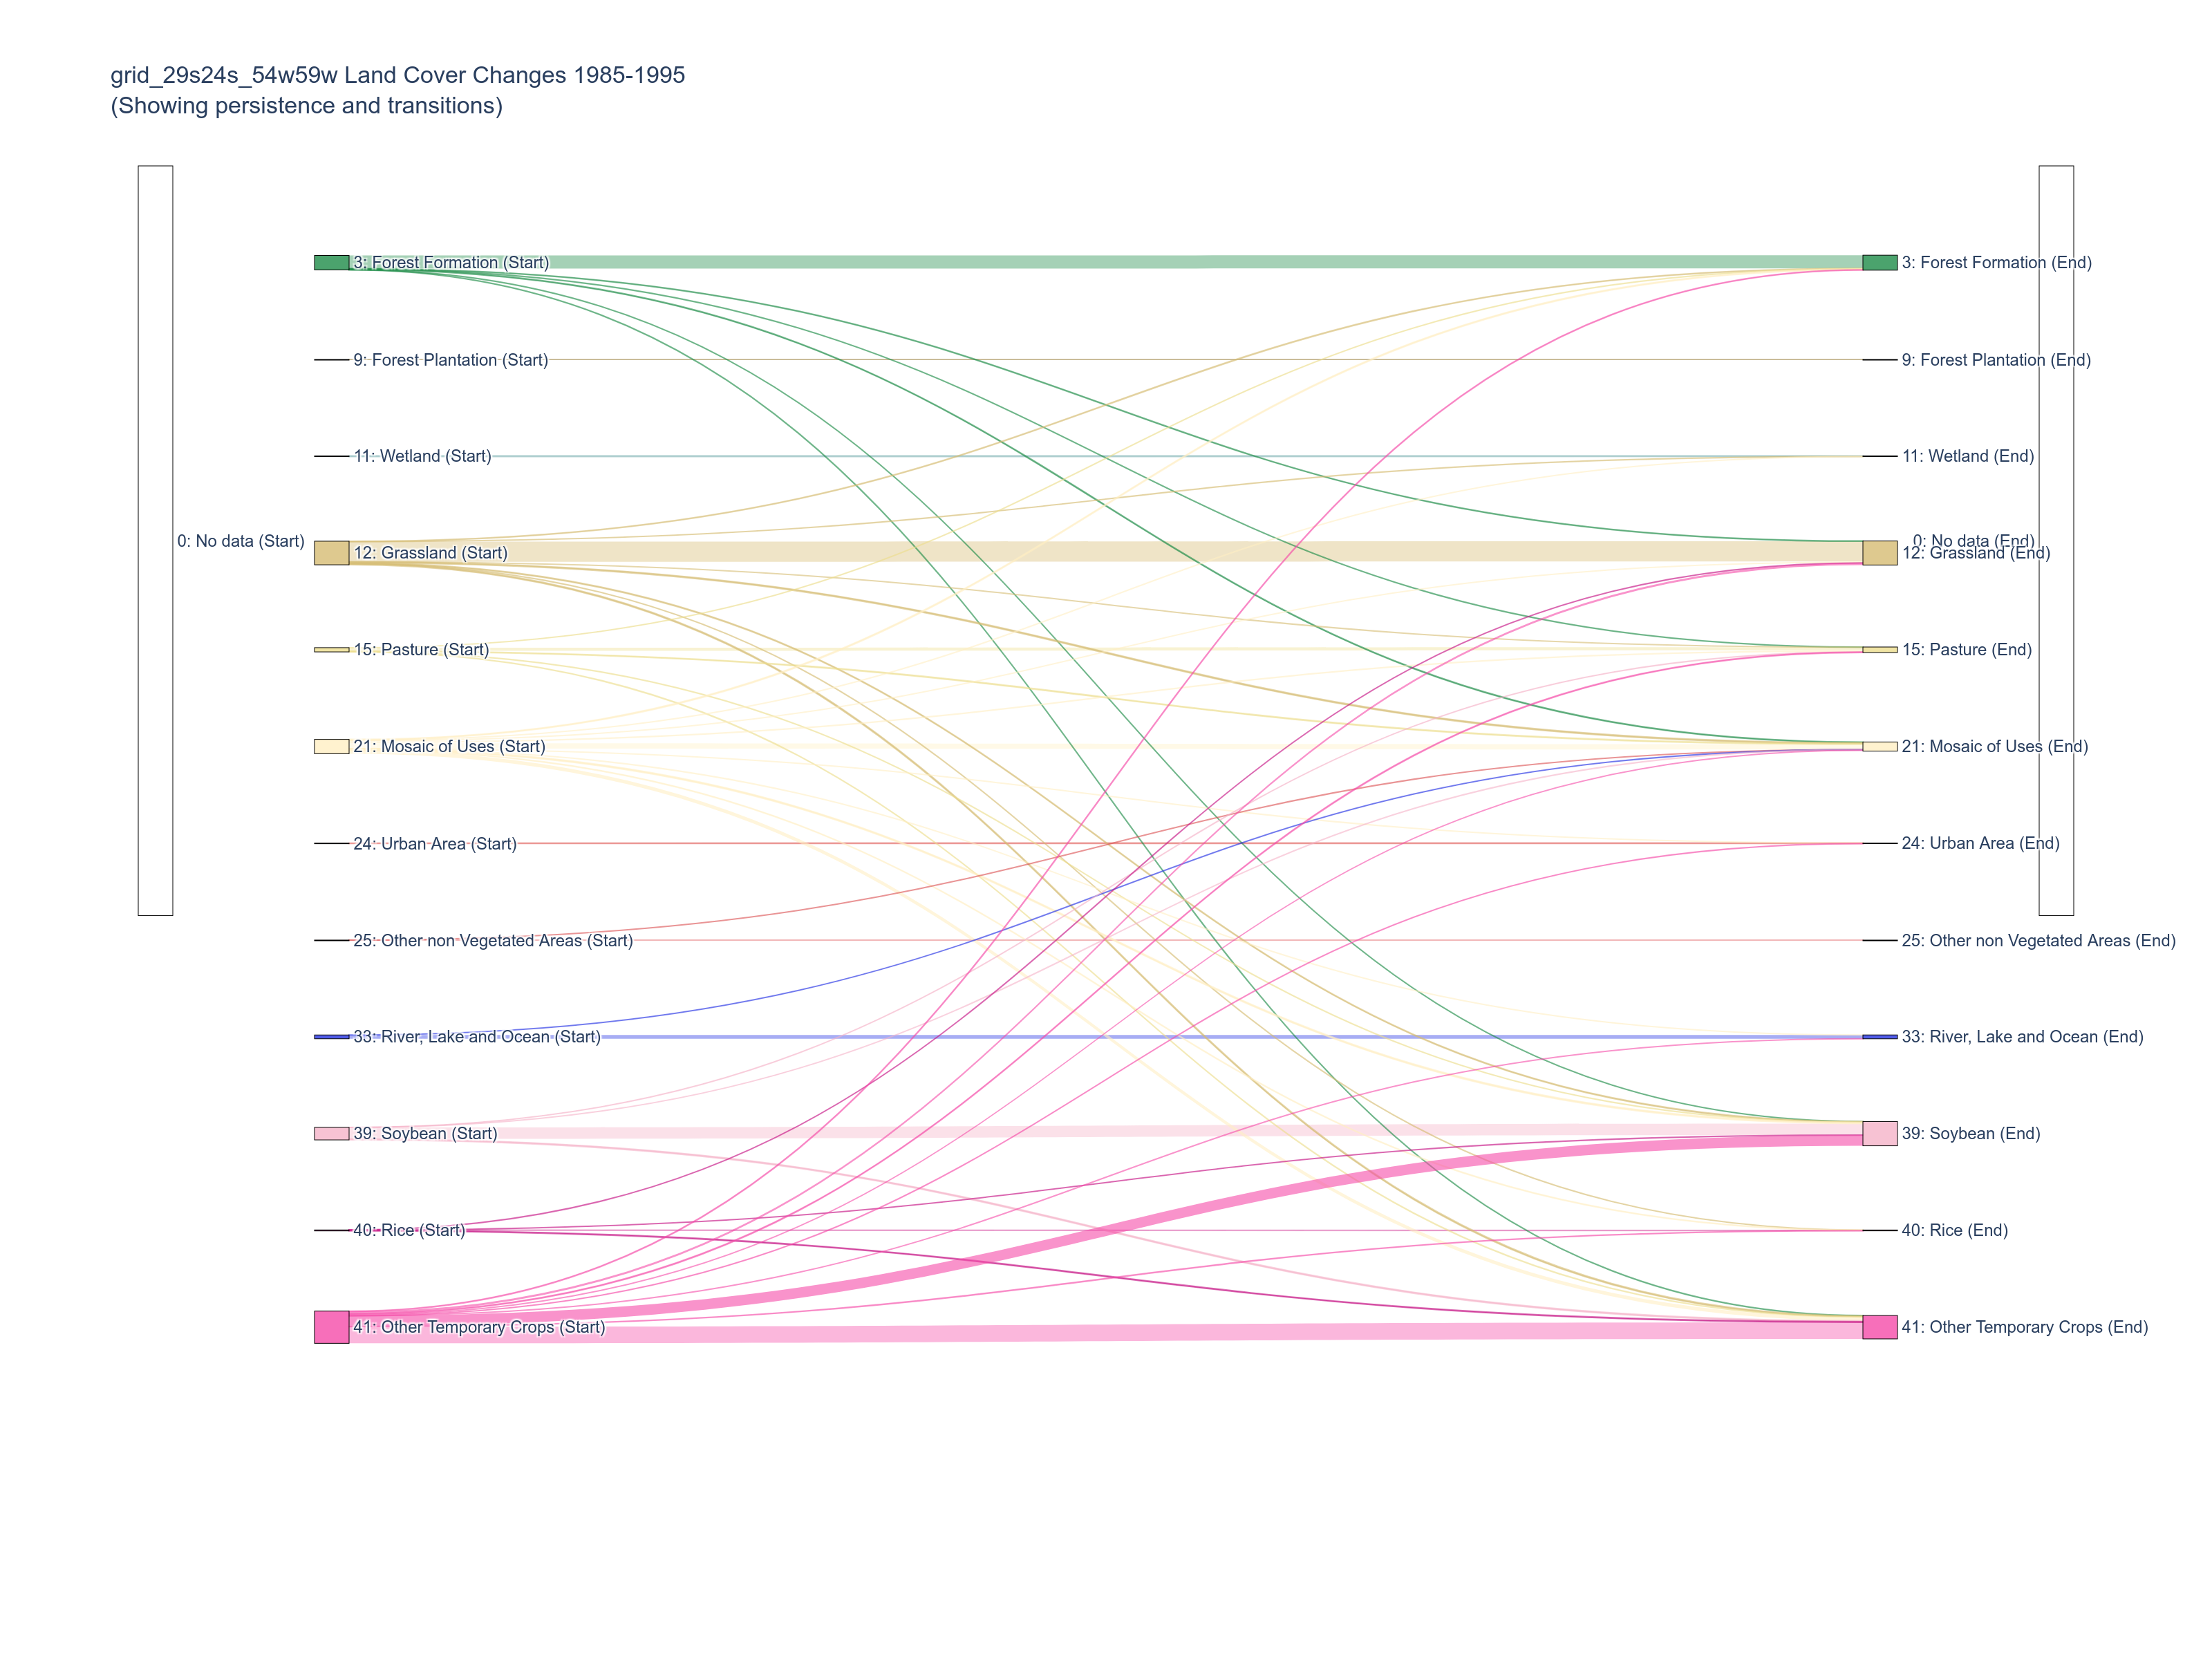 grid_29s24s_54w59w Land Cover Changes 1985-1995
(Showing persistence and transitions)
3: Forest Formation (Start)
3: Forest Formation (End)
9: Forest Plantation (Start)
9: Forest Plantation (End)
11: Wetland (Start)
11: Wetland (End)
0: No data (Start)
0: No data (End)
12: Grassland (Start)
12: Grassland (End)
15: Pasture (Start)
15: Pasture (End)
21: Mosaic of Uses (Start)
21: Mosaic of Uses (End)
24: Urban Area (Start)
24: Urban Area (End)
25: Other non Vegetated Areas (Start)
25: Other non Vegetated Areas (End)
33: River, Lake and Ocean (Start)
33: River, Lake and Ocean (End)
39: Soybean (Start)
39: Soybean (End)
40: Rice (Start)
40: Rice (End)
41: Other Temporary Crops (Start)
41: Other Temporary Crops (End)